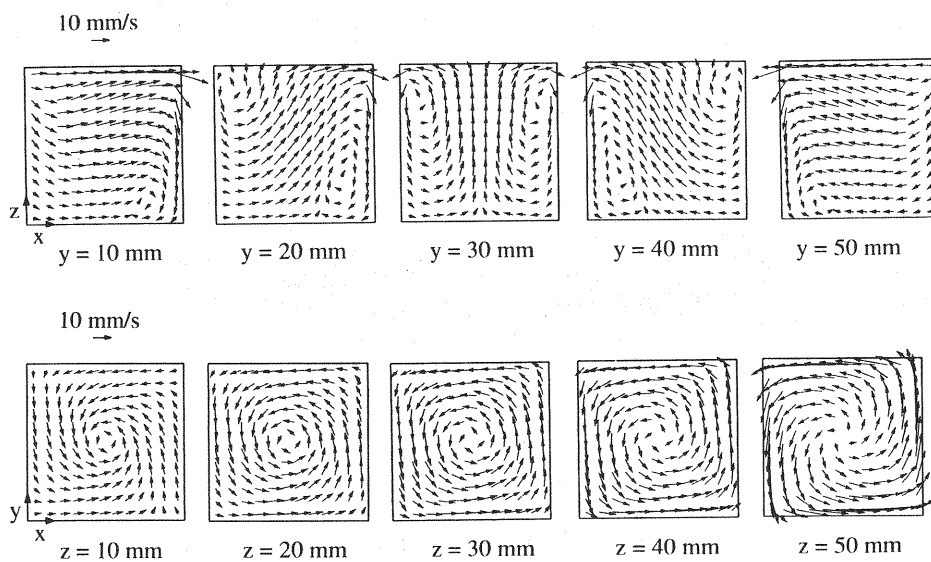 10 mm/s
z
x
y = 10 mm y = 20 mm y = 30 mm y = 40 mm y = 50 mm
10 mm/s
y
x
z = 10 mm z = 20 mm z = 30 mm z = 40 mm z = 50 mm